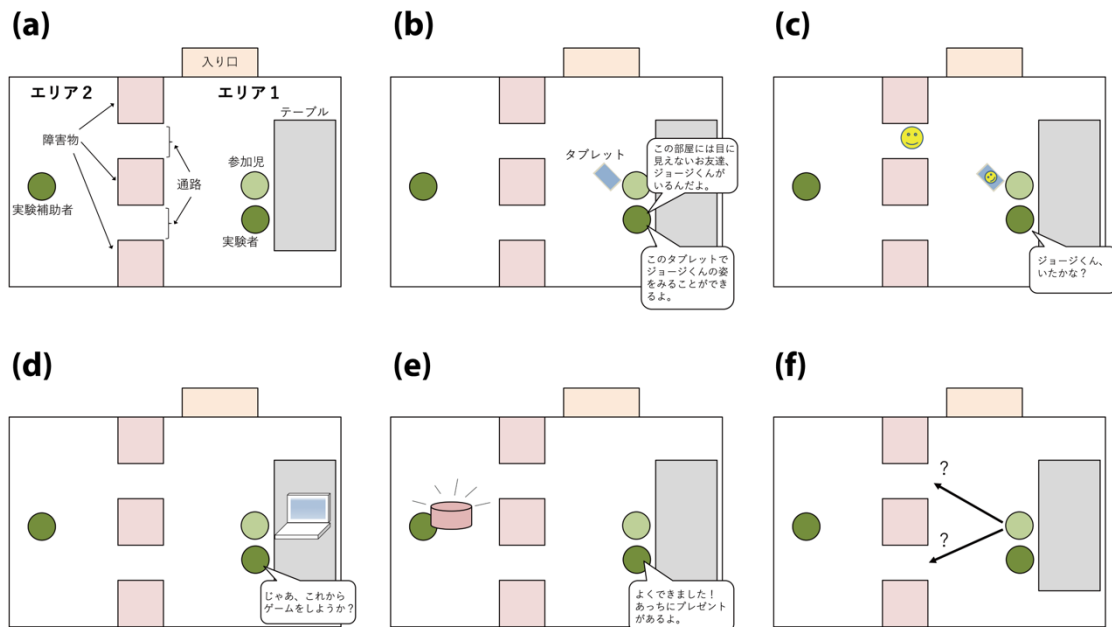 (a)
入り口
エリア2
エリア1
テーブル
障害物
参加児
通路
実験補助者
実験者
(b)
タブレット
この部屋には目に
見えないお友達、
ジョージくんが
いるんだよ。
このタブレットで
ジョージくんの姿
をみることができ
るよ。
(c)
ジョージくん、
いたかな？
(d)
じゃあ、これから
ゲームをしようか？
(e)
よくできました！
あっちにプレゼント
があるよ。
(f)
？
？